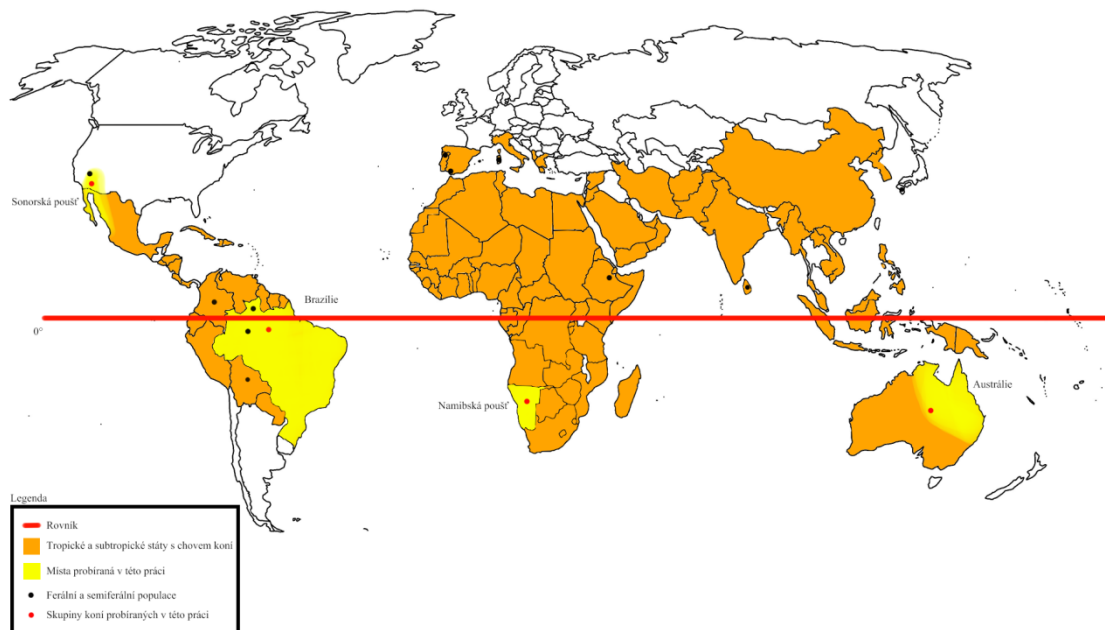 Sonorská poušť
Brazílie
0°
Austrálie
Namibská poušť
Legenda
Rovník
Tropické a subtropické státy s chovem koní
Místa probíraná v této práci
Ferální a semiferální populace
Skupiny koní probíraných v této práci